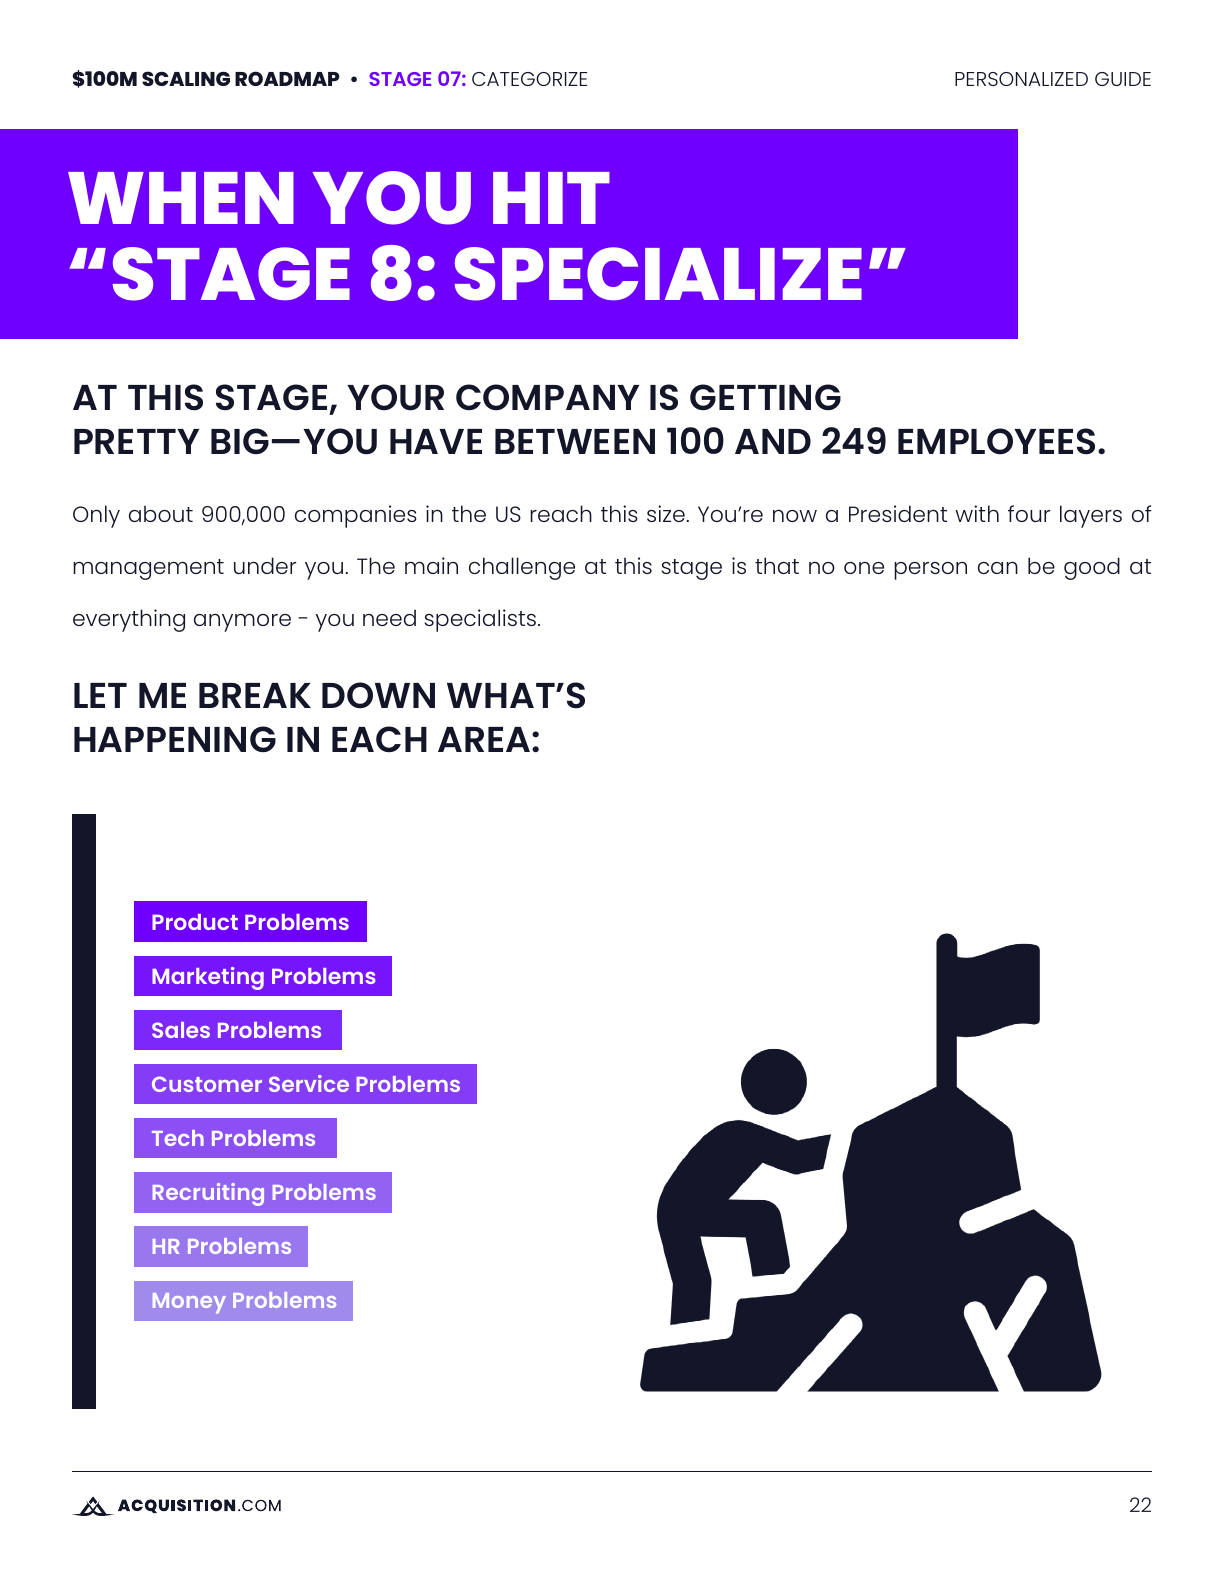 $100M SCALING ROADMAP • STAGE 07: CATEGORIZE
PERSONALIZED GUIDE
WHEN YOU HIT
“STAGE 8: SPECIALIZE”
AT THIS STAGE, YOUR COMPANY IS GETTING
PRETTY BIG—YOU HAVE BETWEEN 100 AND 249 EMPLOYEES.
Only about 900,000 companies in the US reach this size. You’re now a President with four layers of
management under you. The main challenge at this stage is that no one person can be good at
everything anymore - you need specialists.
LET ME BREAK DOWN WHAT’S
HAPPENING IN EACH AREA:
Product Problems
Marketing Problems
Sales Problems
Customer Service Problems
Tech Problems
Recruiting Problems
HR Problems
Money Problems
ACQUISITION.COM
22